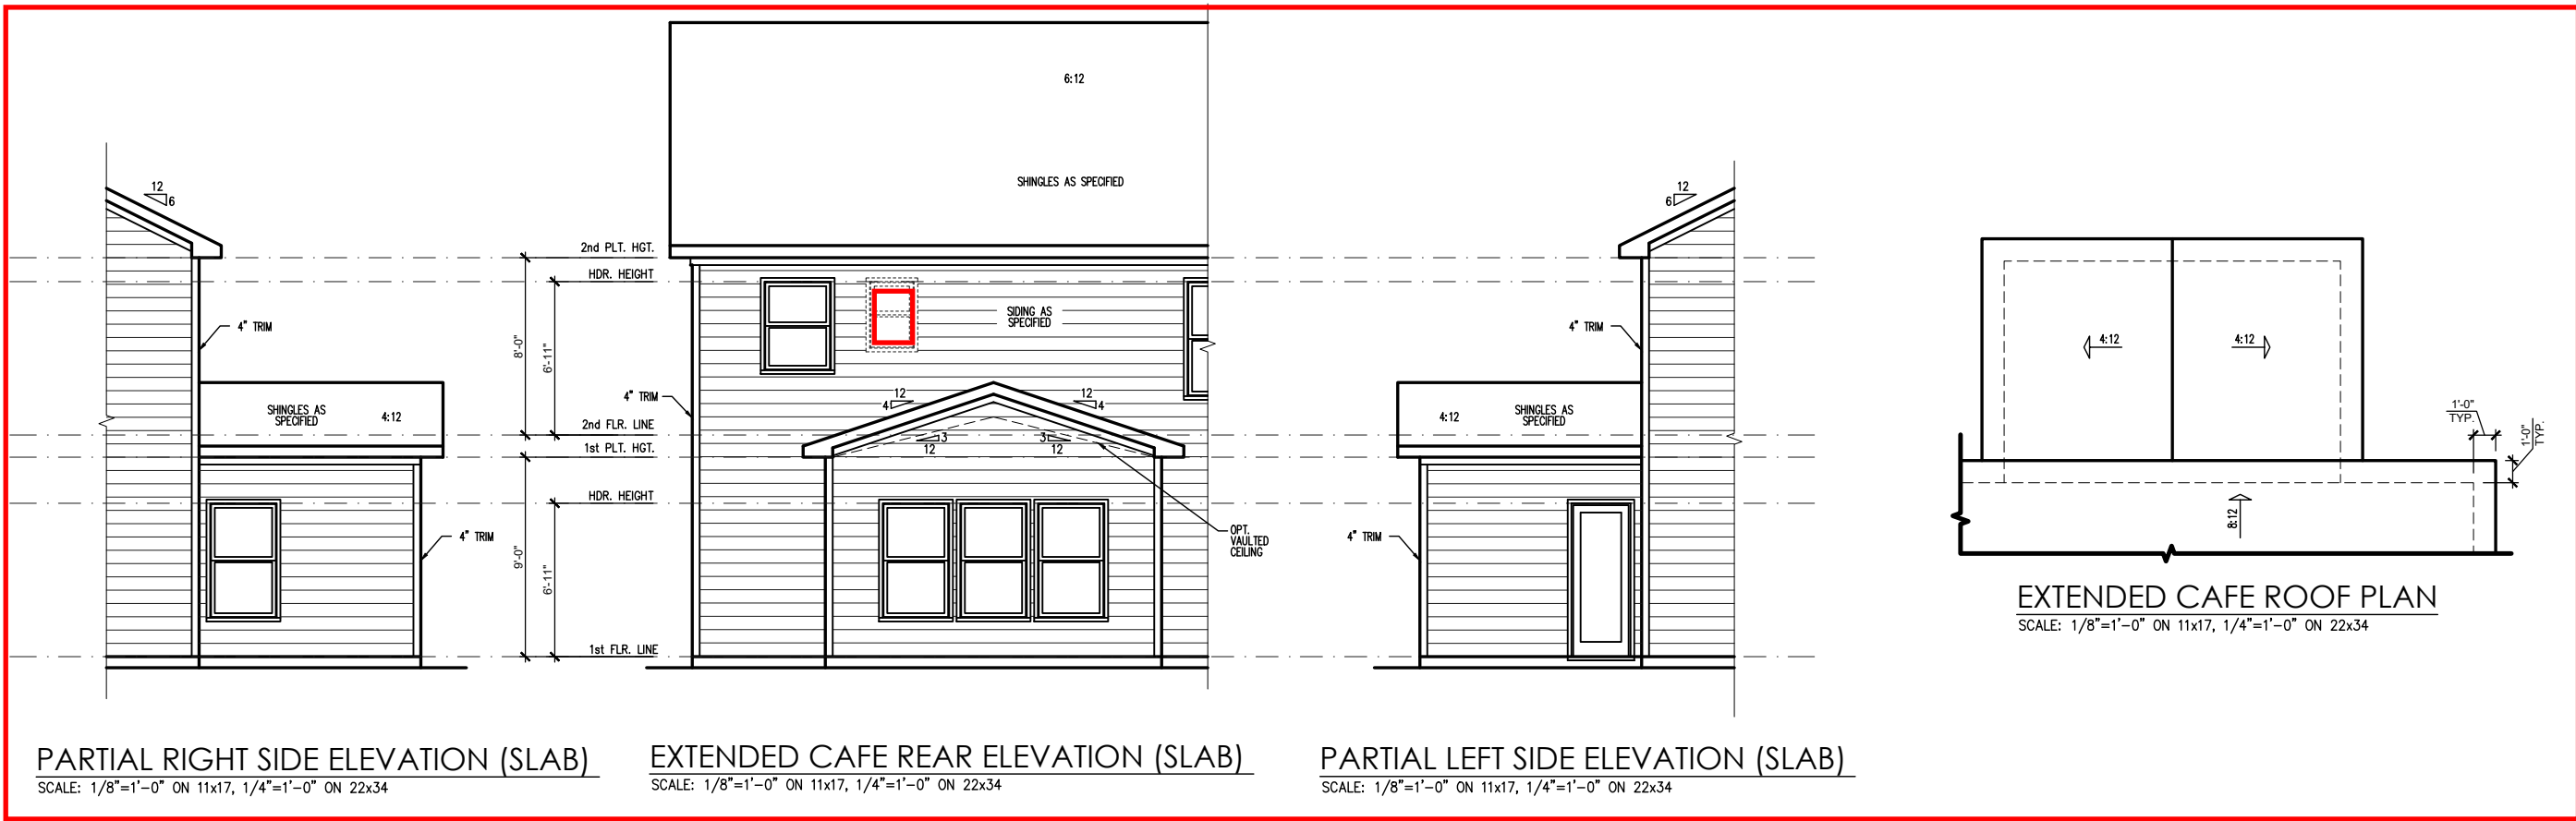 12
6
4" TRIM
SHINGLES AS
SPECIFIED
4:12
4" TRIM
PARTIAL RIGHT SIDE ELEVATION (SLAB)
SCALE: 1/8"=1'-0" ON 11x17, 1/4"=1'-0" ON 22x34
2nd PLT. HGT.
HDR. HEIGHT
8'-0"
6'-11"
2nd FLR. LINE
1st PLT. HGT.
HDR. HEIGHT
9'-0"
6'-11"
1st FLR. LINE
6:12
SHINGLES AS SPECIFIED
SIDING AS
SPECIFIED
4" TRIM
12
4
12
4
3
12
3
12
OPT.
VAULTED
CEILING
EXTENDED CAFE REAR ELEVATION (SLAB)
SCALE: 1/8"=1'-0" ON 11x17, 1/4"=1'-0" ON 22x34
12
6
4" TRIM
4:12
SHINGLES AS
SPECIFIED
4" TRIM
PARTIAL LEFT SIDE ELEVATION (SLAB)
SCALE: 1/8"=1'-0" ON 11x17, 1/4"=1'-0" ON 22x34
4:12
4:12
1'-0"
TYP.
1'-0"
TYP.
8:12
EXTENDED CAFE ROOF PLAN
SCALE: 1/8"=1'-0" ON 11x17, 1/4"=1'-0" ON 22x34